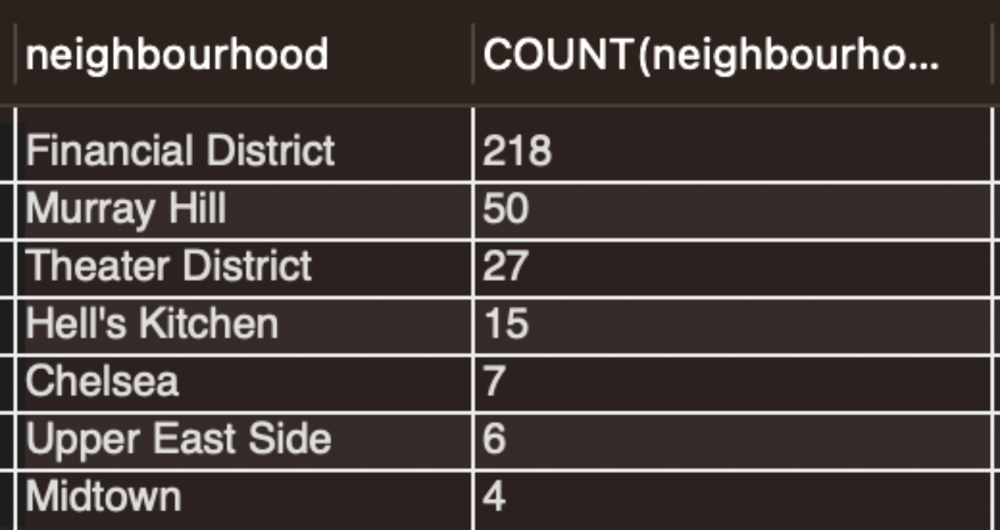 neighbourhood COUNT(neighbourho...
Financial District 218
Murray Hill 50
Theater District 27
Hell's Kitchen 15
Chelsea 7
Upper East Side 6
Midtown 4